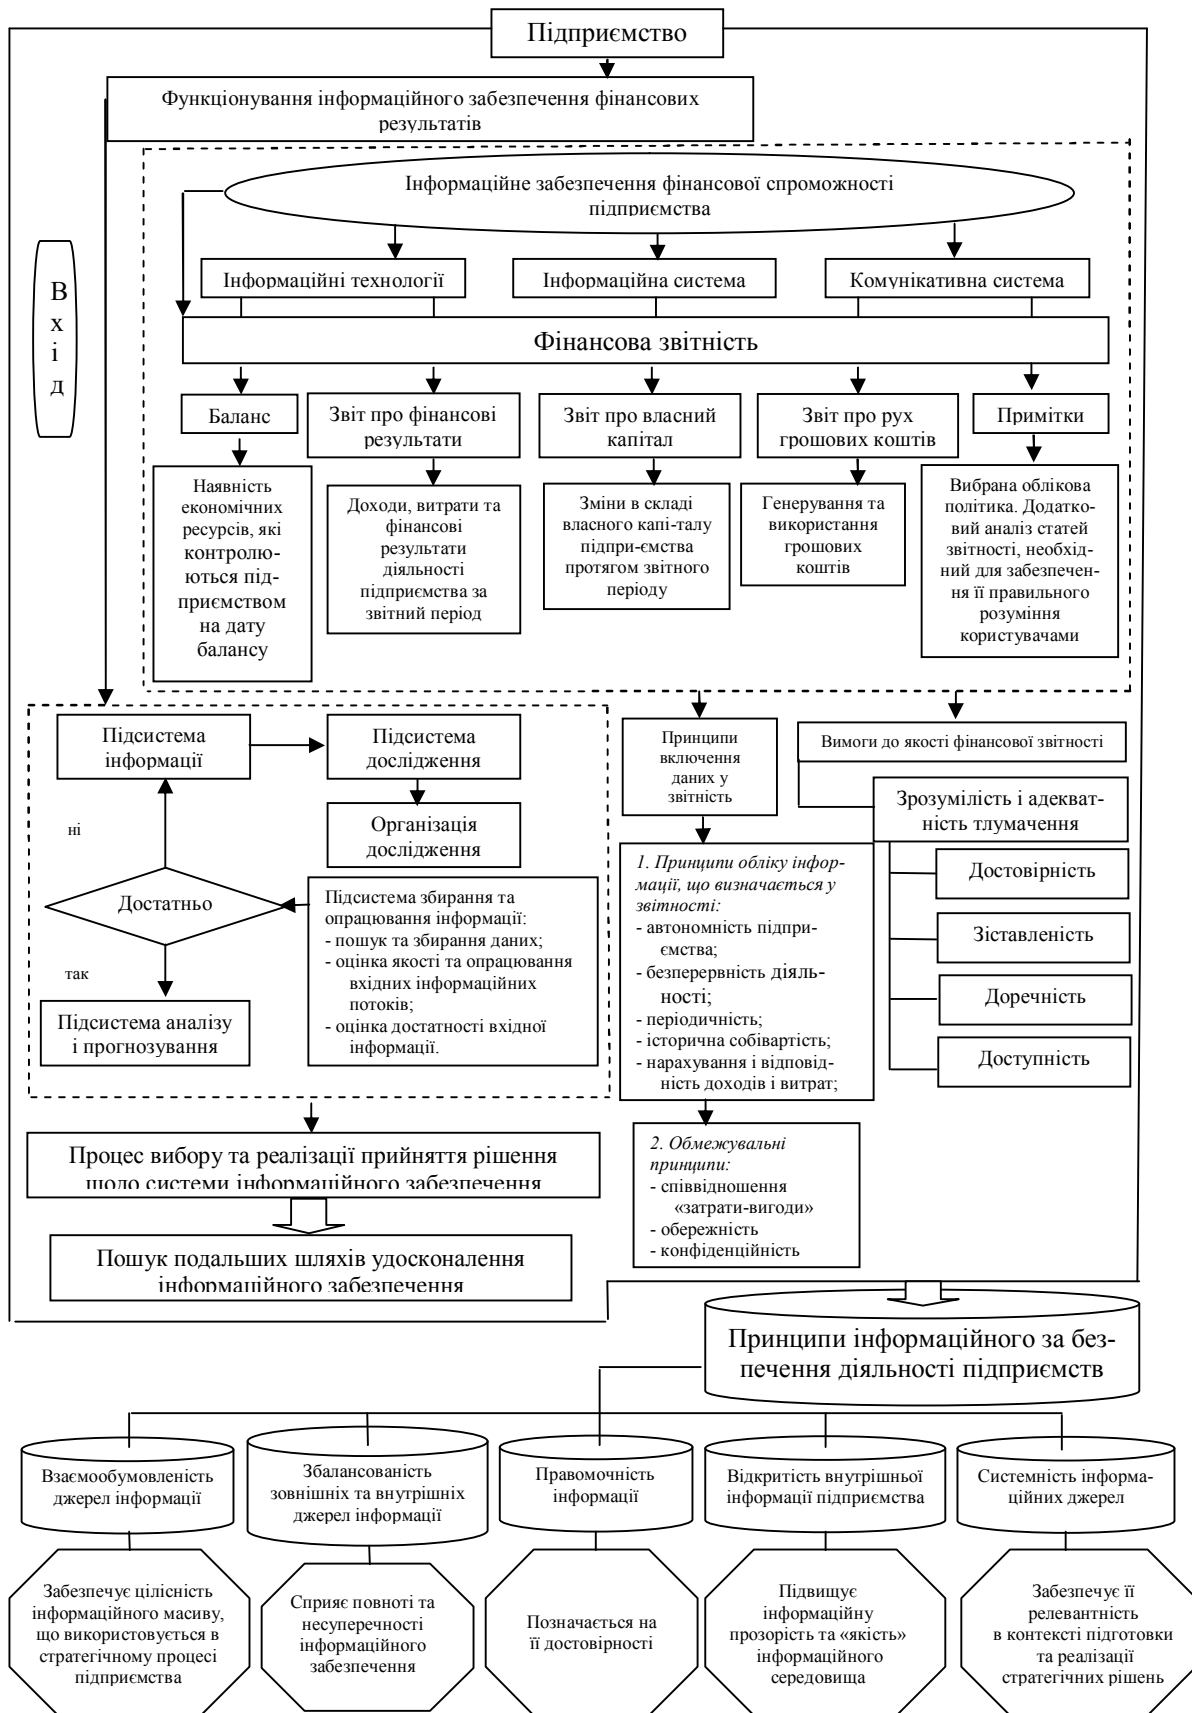 Підприємство
Функціонування інформаційного забезпечення фінансових
результатів
Інформаційне забезпечення фінансової спроможності
підприємства
В
х
і
д
Інформаційні технології
Інформаційна система
Комунікативна система
Фінансова звітність
Баланс
Звіт про фінансові
результати
Звіт про власний
капітал
Звіт про рух
грошових коштів
Примітки
Наявність
економічних
ресурсів, які
контролю-
ються під-
приємством
на дату
балансу
Доходи, витрати та
фінансові
результати
діяльності
підприємства за
звітний період
Зміни в складі
власного капі-талу
підпри-ємства
протягом звітного
періоду
Генерування та
використання
грошових
коштів
Вибрана облікова
політика. Додатко-
вий аналіз статей
звітності, необхід-
ний для забезпечен-
ня її правильного
розуміння
користувачами
Підсистема
інформації
Підсистема
дослідження
Організація
дослідження
ні
Достатньо
так
Підсистема аналізу
і прогнозування
Підсистема збирання та
опрацювання інформації:
- пошук та збирання даних;
- оцінка якості та опрацювання
вхідних інформаційних
потоків;
- оцінка достатності вхідної
інформації.
Принципи
включення
даних у
звітність
Вимоги до якості фінансової звітності
Зрозумілість і адекват-
ність тлумачення
Достовірність
Зіставленість
Доречність
Доступність
1. Принципи обліку інфор-
мації, що визначається у
звітності:
- автономність підпри-
ємства;
- безперервність діяль-
ності;
- періодичність;
- історична собівартість;
- нарахування і відповід-
ність доходів і витрат;
2. Обмежувальні
принципи:
- співвідношення
«затрати-вигоди»
- обережність
- конфіденційність
Процес вибору та реалізації прийняття рішення
щодо системи інформаційного забезпечення
Пошук подальших шляхів удосконалення
інформаційного забезпечення
Принципи інформаційного за без-
печення діяльності підприємств
Взаємообумовленість
джерел інформації
Збалансованість
зовнішніх та внутрішніх
джерел інформації
Правомочність
інформації
Відкритість внутрішньої
інформації підприємства
Системність інформа-
ційних джерел
Забезпечує цілісність
інформаційного масиву,
що використовується в
стратегічному процесі
підприємства
Сприяє повноті та
несуперечності
інформаційного
забезпечення
Позначається на
її достовірності
Підвищує
інформаційну
прозорість та «якість»
інформаційного
середовища
Забезпечує її
релевантність
в контексті підготовки
та реалізації
стратегічних рішень